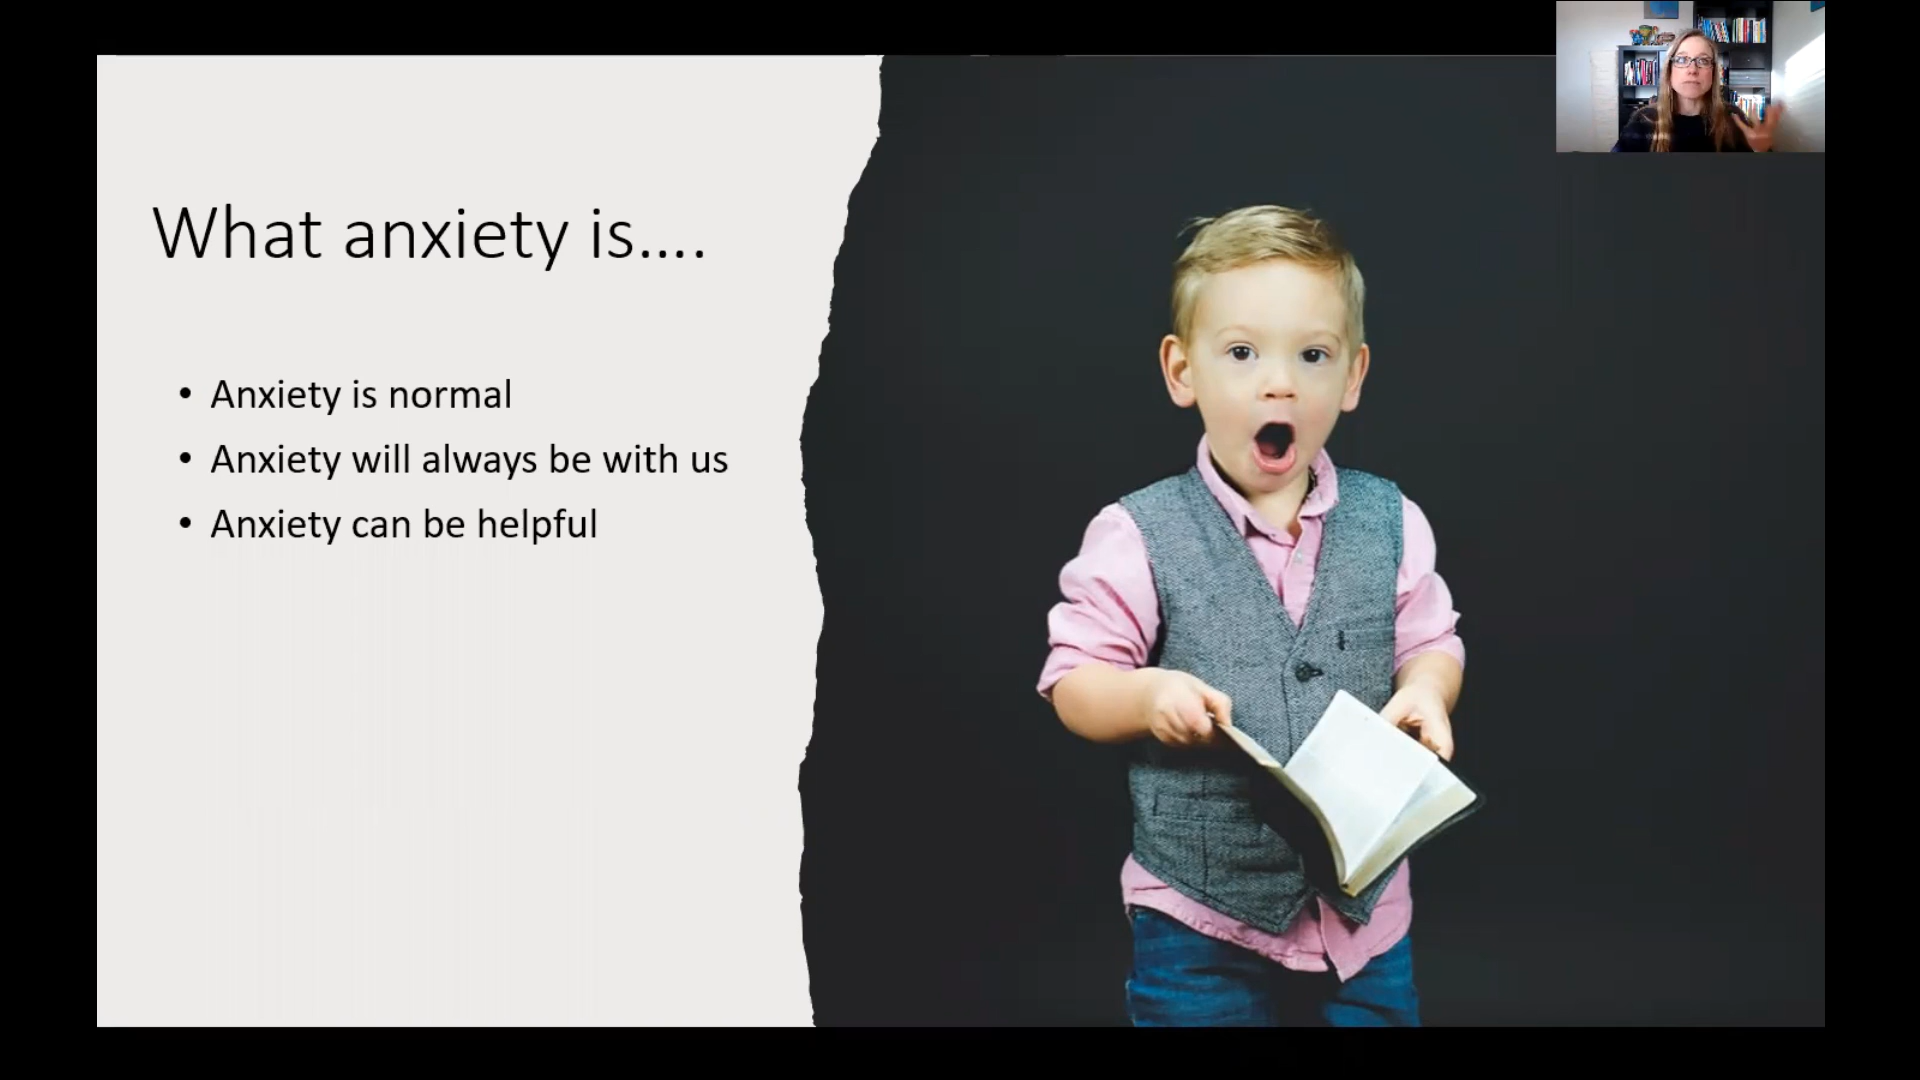 What anxiety is....
• Anxiety is normal
• Anxiety will always be with us
• Anxiety can be helpful